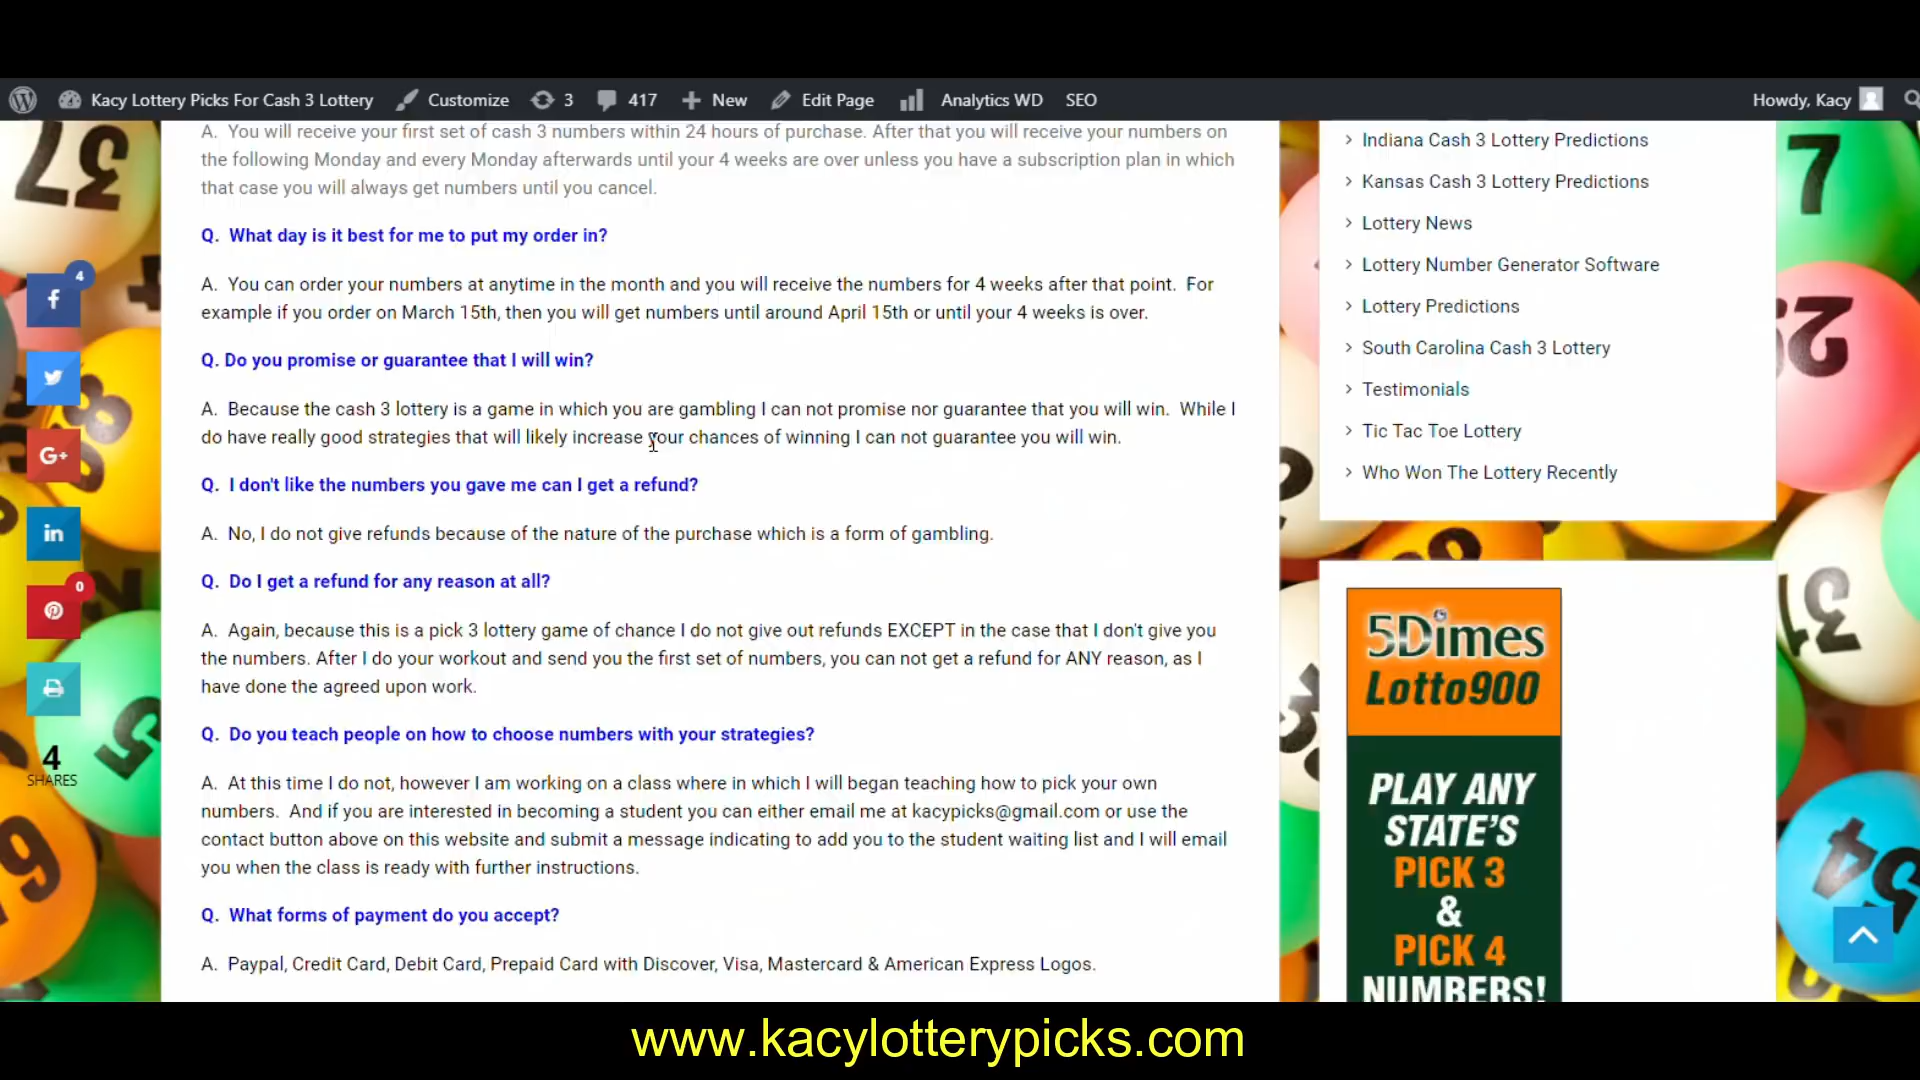 Kacy Lottery Picks For Cash 3 Lottery Customize 3 417 New Edit Page Analytics WD SEO Howdy, Kacy
A. You will receive your first set of cash 3 numbers within 24 hours of purchase. After that you will receive your numbers on
the following Monday and every Monday afterwards until your 4 weeks are over unless you have a subscription plan in which
that case you will always get numbers until you cancel.
Q. What day is it best for me to put my order in?
A. You can order your numbers at anytime in the month and you will receive the numbers for 4 weeks after that point. For
example if you order on March 15th, then you will get numbers until around April 15th or until your 4 weeks is over.
Q. Do you promise or guarantee that I will win?
A. Because the cash 3 lottery is a game in which you are gambling I can not promise nor guarantee that you will win. While I
do have really good strategies that will likely increase your chances of winning I can not guarantee you will win.
Q. I don't like the numbers you gave me can I get a refund?
A. No, I do not give refunds because of the nature of the purchase which is a form of gambling.
Q. Do I get a refund for any reason at all?
A. Again, because this is a pick 3 lottery game of chance I do not give out refunds EXCEPT in the case that I don't give you
the numbers. After I do your workout and send you the first set of numbers, you can not get a refund for ANY reason, as I
have done the agreed upon work.
Q. Do you teach people on how to choose numbers with your strategies?
A. At this time I do not, however I am working on a class where in which I will began teaching how to pick your own
numbers. And if you are interested in becoming a student you can either email me at kacypicks@gmail.com or use the
contact button above on this website and submit a message indicating to add you to the student waiting list and I will email
you when the class is ready with further instructions.
Q. What forms of payment do you accept?
A. Paypal, Credit Card, Debit Card, Prepaid Card with Discover, Visa, Mastercard & American Express Logos.
Indiana Cash 3 Lottery Predictions
Kansas Cash 3 Lottery Predictions
Lottery News
Lottery Number Generator Software
Lottery Predictions
South Carolina Cash 3 Lottery
Testimonials
Tic Tac Toe Lottery
Who Won The Lottery Recently
5Dimes
Lotto900
PLAY ANY
STATE'S
PICK 3
&
PICK 4
NUMBERS!
4
f
G+
in
0
4
SHARES
37
7
29
31
54
19
5
8
www.kacylotterypicks.com